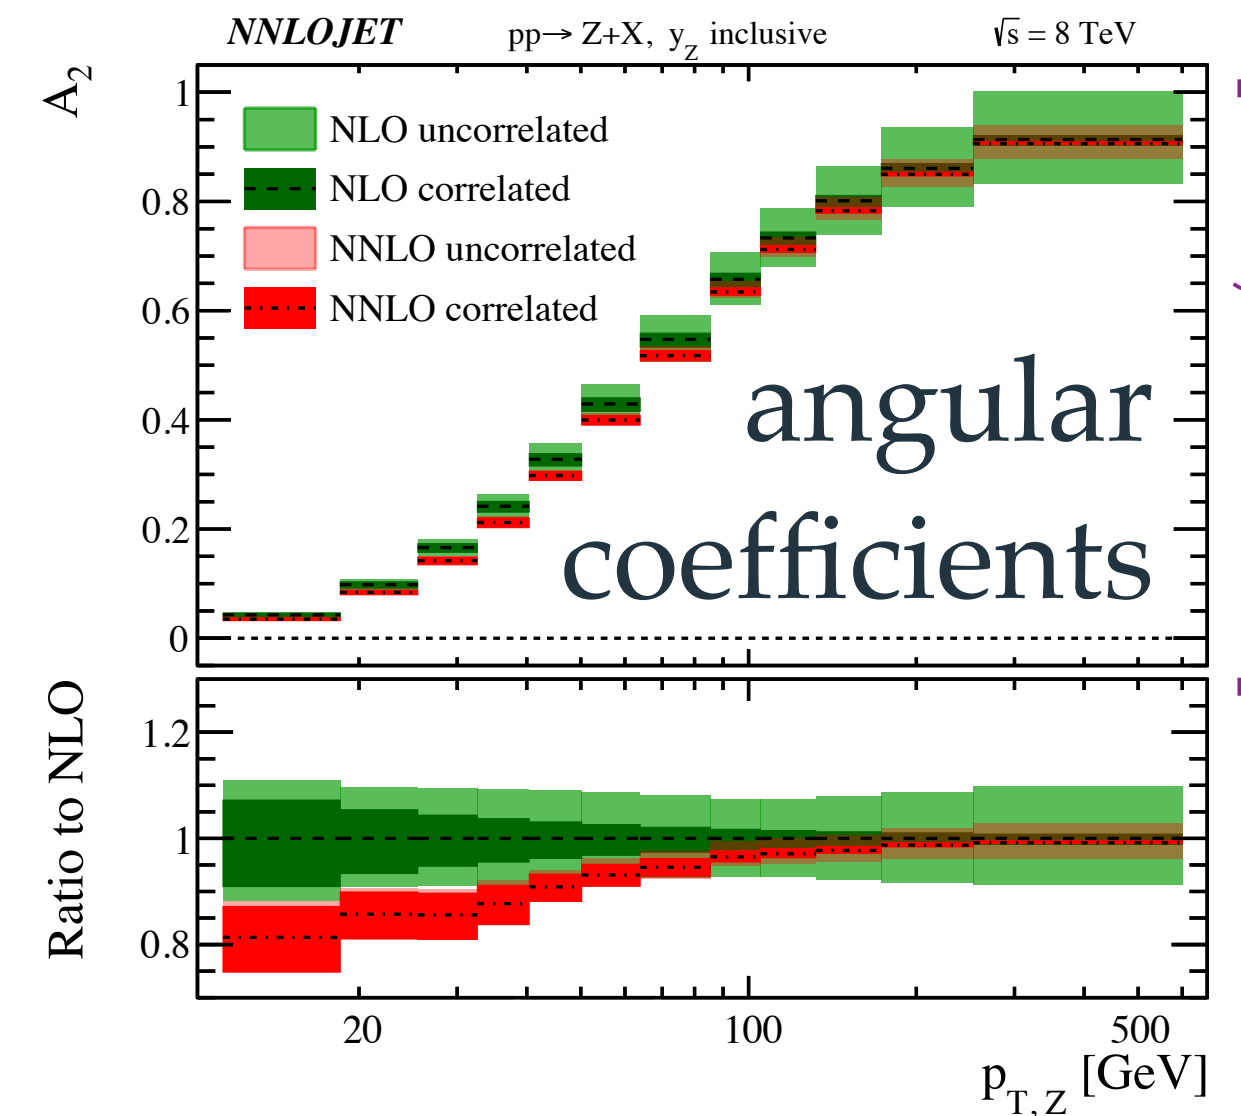 NNLOJET pp→ Z+X, y_Z inclusive √s = 8 TeV
A_2
1
NLO uncorrelated
NLO correlated
0.8
NNLO uncorrelated
0.6
NNLO correlated
angular
0.4
coefficients
0.2
0
Ratio to NLO
1.2
1
0.8
20 100 500
p_T, Z [GeV]